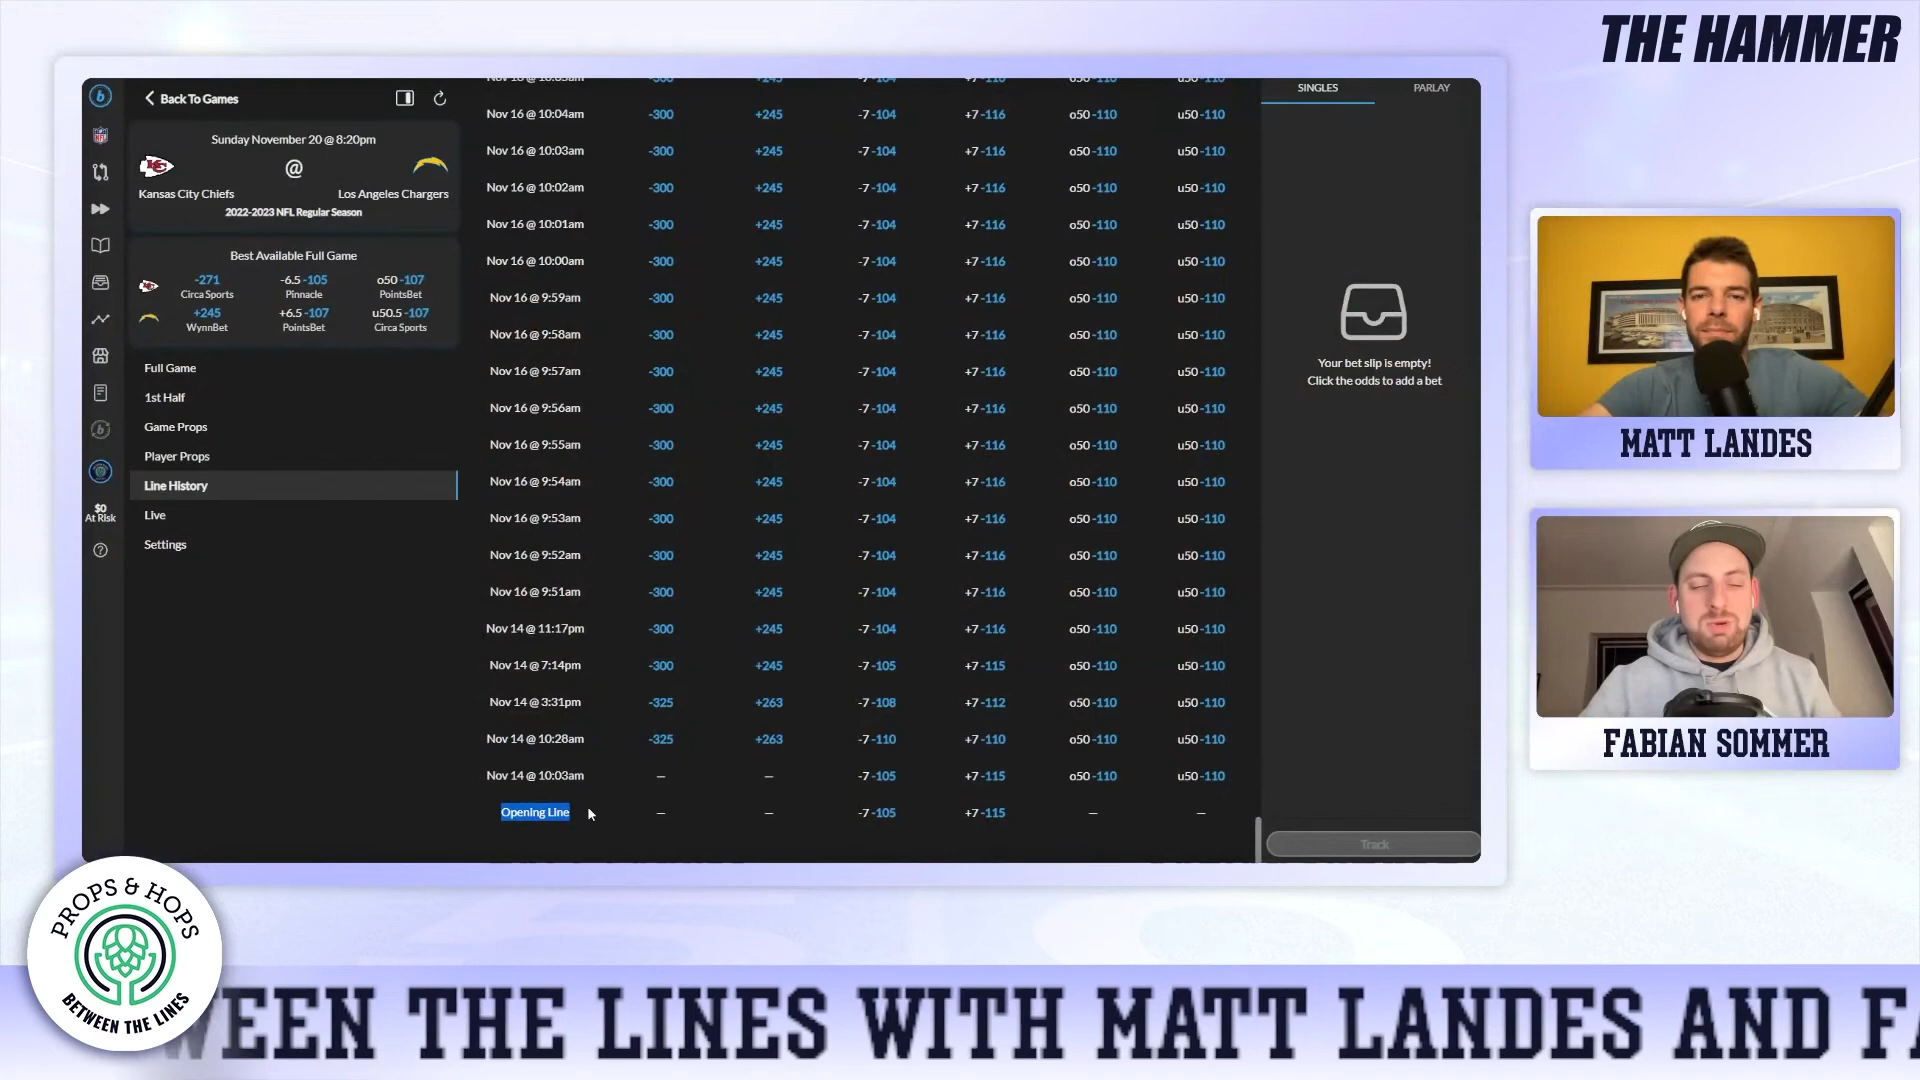 THE HAMMER
Back To Games
Sunday November 20 @ 8:20pm
@
Kansas City Chiefs
Los Angeles Chargers
2022-2023 NFL Regular Season
Best Available Full Game
-271 -6.5 -105 o50 -107
Circa Sports Pinnacle PointsBet
+245 +6.5 -107 u50.5 -107
WynnBet PointsBet Circa Sports
Full Game
1st Half
Game Props
Player Props
Line History
Live
Settings
$0
At Risk
Nov 16 @ 10:04am -300 +245 -7 -104 +7 -116 o50 -110 u50 -110
Nov 16 @ 10:03am -300 +245 -7 -104 +7 -116 o50 -110 u50 -110
Nov 16 @ 10:02am -300 +245 -7 -104 +7 -116 o50 -110 u50 -110
Nov 16 @ 10:01am -300 +245 -7 -104 +7 -116 o50 -110 u50 -110
Nov 16 @ 10:00am -300 +245 -7 -104 +7 -116 o50 -110 u50 -110
Nov 16 @ 9:59am -300 +245 -7 -104 +7 -116 o50 -110 u50 -110
Nov 16 @ 9:58am -300 +245 -7 -104 +7 -116 o50 -110 u50 -110
Nov 16 @ 9:57am -300 +245 -7 -104 +7 -116 o50 -110 u50 -110
Nov 16 @ 9:56am -300 +245 -7 -104 +7 -116 o50 -110 u50 -110
Nov 16 @ 9:55am -300 +245 -7 -104 +7 -116 o50 -110 u50 -110
Nov 16 @ 9:54am -300 +245 -7 -104 +7 -116 o50 -110 u50 -110
Nov 16 @ 9:53am -300 +245 -7 -104 +7 -116 o50 -110 u50 -110
Nov 16 @ 9:52am -300 +245 -7 -104 +7 -116 o50 -110 u50 -110
Nov 16 @ 9:51am -300 +245 -7 -104 +7 -116 o50 -110 u50 -110
Nov 14 @ 11:17pm -300 +245 -7 -104 +7 -116 o50 -110 u50 -110
Nov 14 @ 7:14pm -300 +245 -7 -105 +7 -115 o50 -110 u50 -110
Nov 14 @ 3:31pm -325 +263 -7 -108 +7 -112 o50 -110 u50 -110
Nov 14 @ 10:28am -325 +263 -7 -110 +7 -110 o50 -110 u50 -110
Nov 14 @ 10:03am — — -7 -105 +7 -115 o50 -110 u50 -110
Opening Line — — -7 -105 +7 -115 — —
SINGLES PARLAY
Your bet slip is empty!
Click the odds to add a bet
Track
MATT LANDES
FABIAN SOMMER
PROPS & HOPS
BETWEEN THE LINES
WEEN THE LINES WITH MATT LANDES AND FA